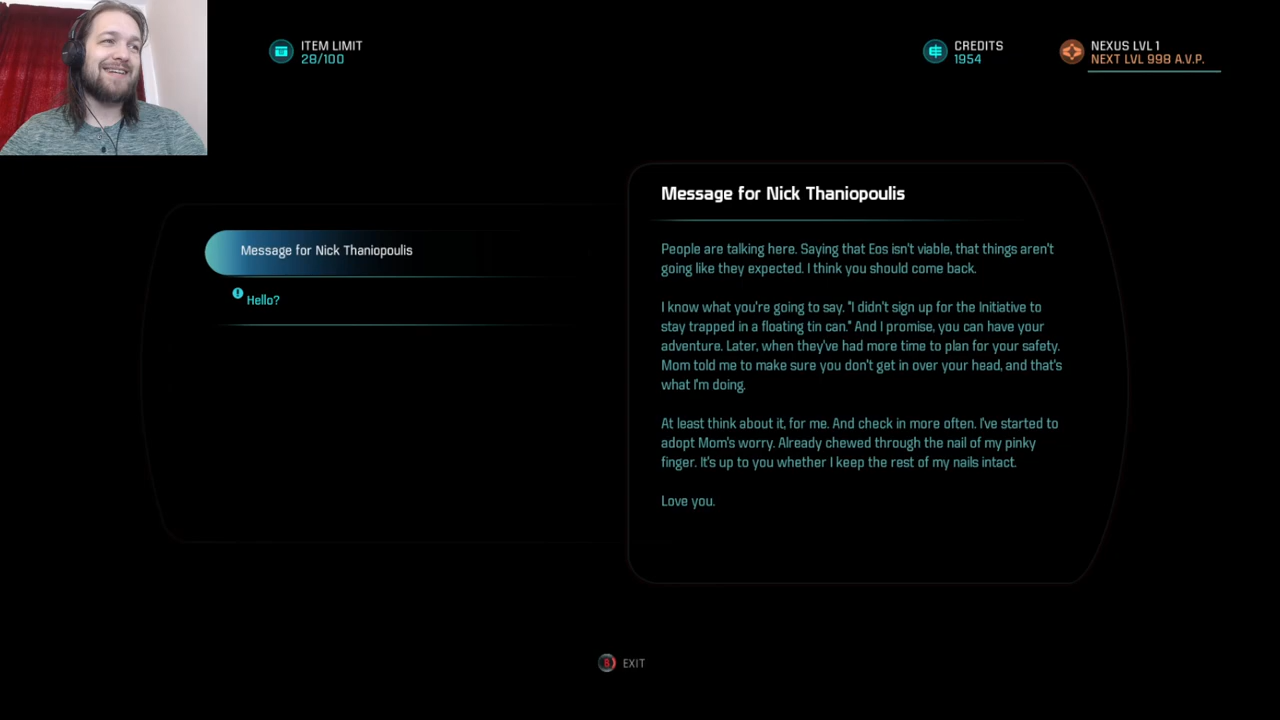 ITEM LIMIT
28/100
CREDITS
1954
NEXUS LVL 1
NEXT LVL 998 A.V.P.
Message for Nick Thaniopoulis
Hello?
Message for Nick Thaniopoulis
People are talking here. Saying that Eos isn't viable, that things aren't
going like they expected. I think you should come back.
I know what you're going to say. "I didn't sign up for the Initiative to
stay trapped in a floating tin can." And I promise, you can have your
adventure. Later, when they've had more time to plan for your safety.
Mom told me to make sure you don't get in over your head, and that's
what I'm doing.
At least think about it, for me. And check in more often. I've started to
adopt Mom's worry. Already chewed through the nail of my pinky
finger. It's up to you whether I keep the rest of my nails intact.
Love you.
B EXIT